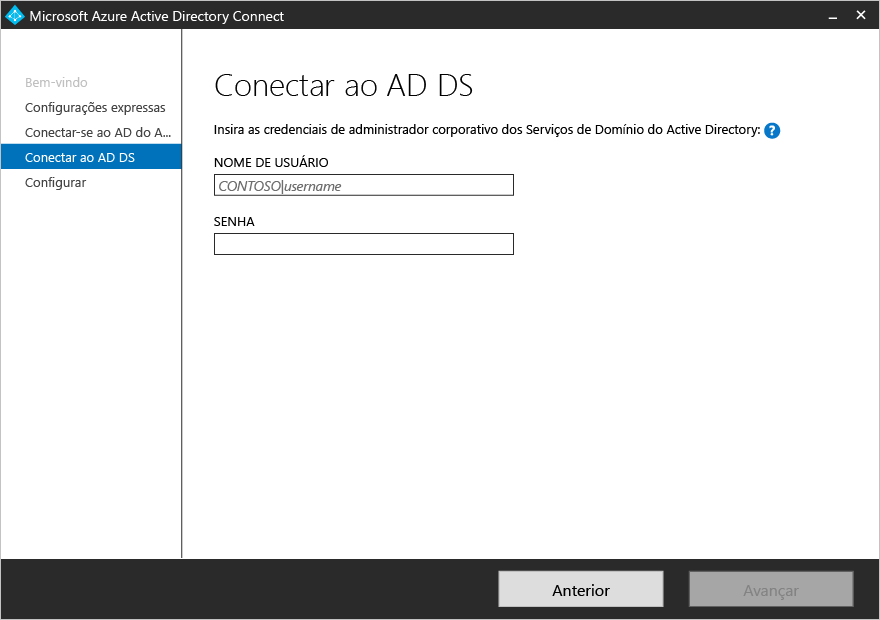 Microsoft Azure Active Directory Connect
Bem-vindo
Configurações expressas
Conectar-se ao AD do A...
Conectar ao AD DS
Configurar
Conectar ao AD DS
Insira as credenciais de administrador corporativo dos Serviços de Domínio do Active Directory: ?
NOME DE USUÁRIO
CONTOSO|username
SENHA
Anterior
Avançar